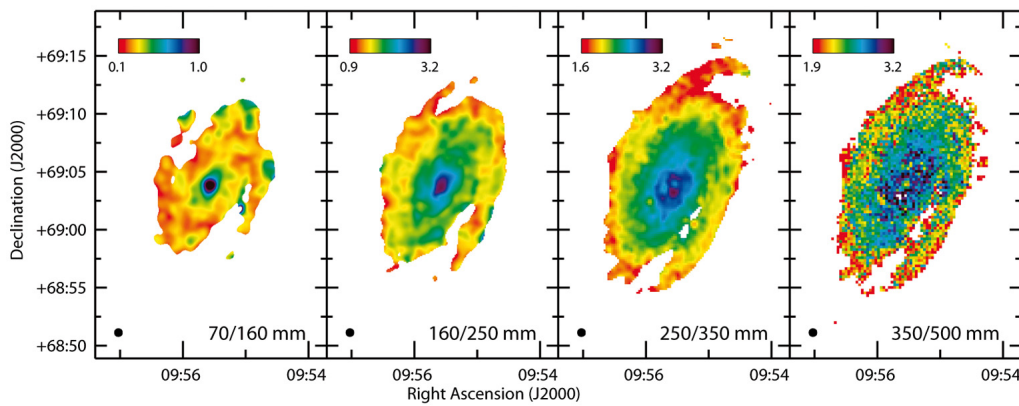 0.1 1.0
0.9 3.2
1.6 3.2
1.9 3.2
+69:15
+69:10
+69:05
+69:00
+68:55
+68:50
Declination (J2000)
70/160 mm
160/250 mm
250/350 mm
350/500 mm
09:56 09:54
09:56 09:54
09:56 09:54
09:56 09:54
Right Ascension (J2000)